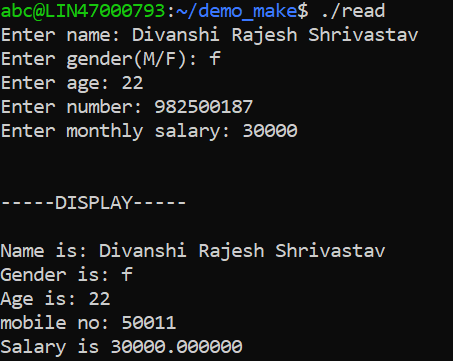 abc@LIN47000793:~/demo_make$ ./read
Enter name: Divanshi Rajesh Shrivastav
Enter gender(M/F): f
Enter age: 22
Enter number: 982500187
Enter monthly salary: 30000
-----DISPLAY-----
Name is: Divanshi Rajesh Shrivastav
Gender is: f
Age is: 22
mobile no: 50011
Salary is 30000.000000